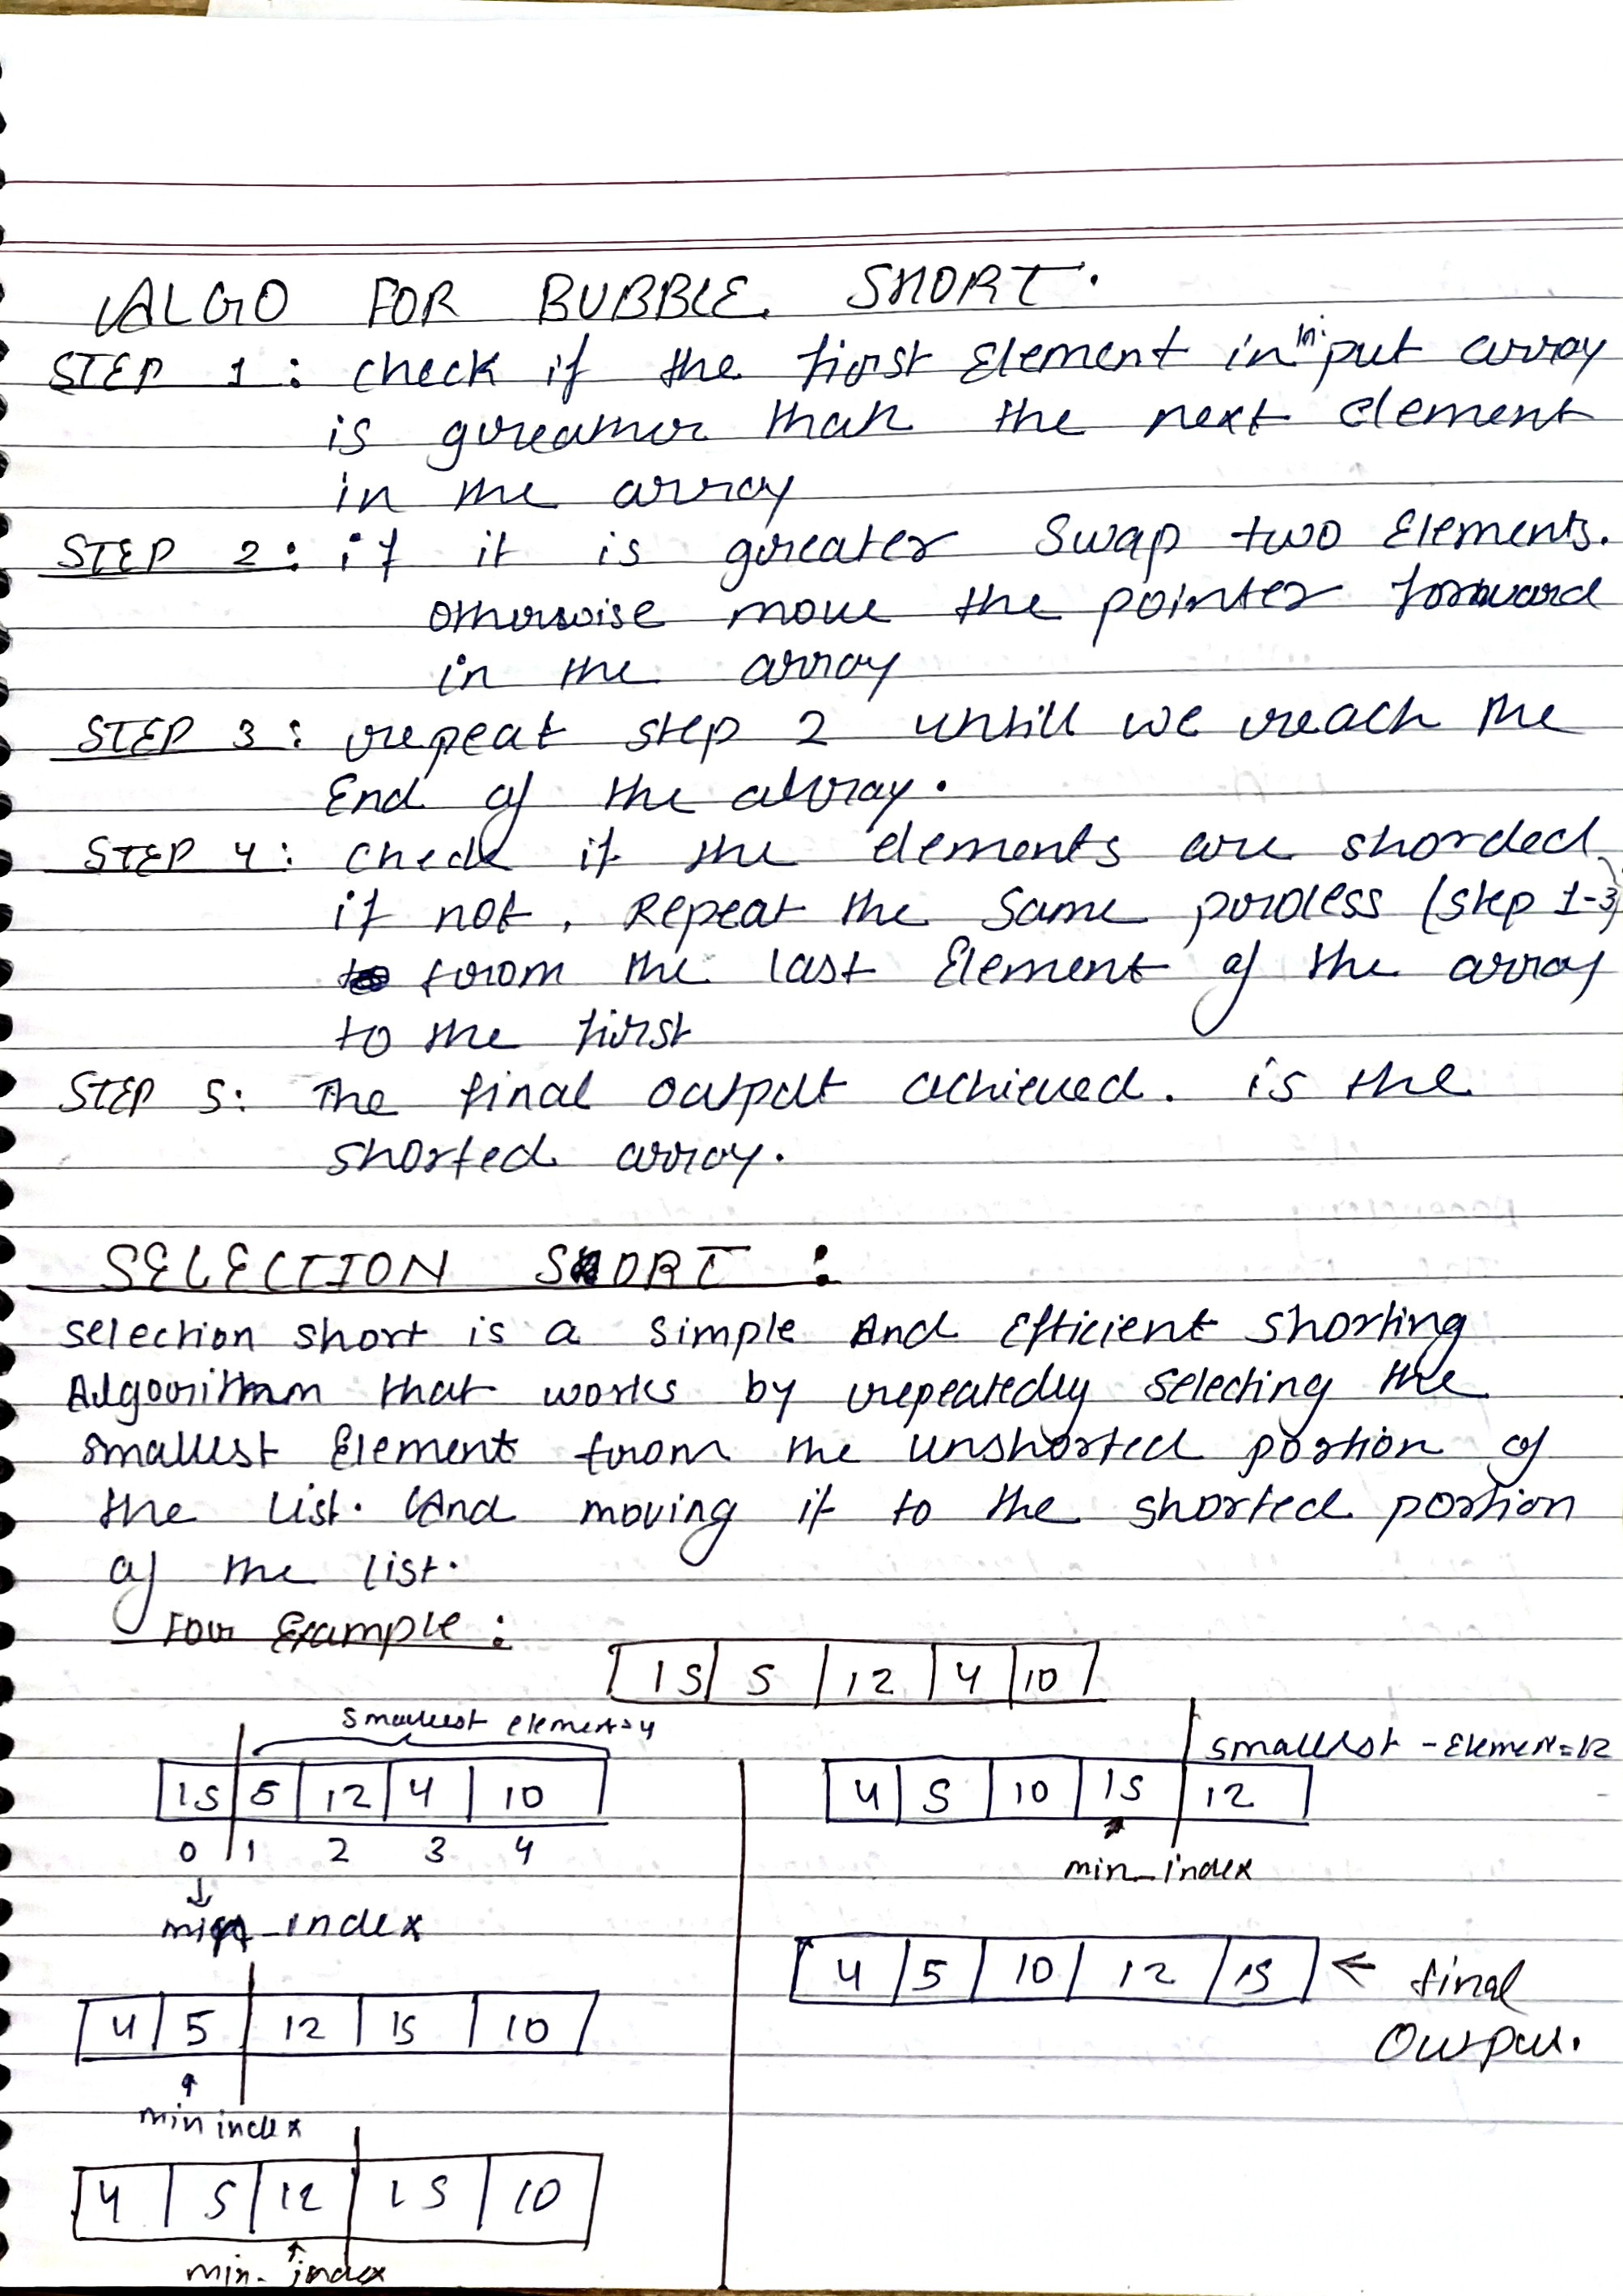 ALGO FOR BUBBLE SHORT.
STEP 1: check if the first Element in input array
is greamer than the next element
in the array
STEP 2: if it is greater Swap two Elements.
otherwise move the pointer forward
in the array
STEP 3: repeat step 2 untill we reach the
End of the array.
STEP 4: check if the elements are shorded
if not, Repeat the same process (step 1-3)
from the last Element of the array
to the first
STEP 5: The final output achieved. is the
shorted array.
SELECTION SORT :
selection short is a simple And Efficient shorting
Algorithm that works by repeatedly selecting the
smallest Element from the unshorted portion of
the list. And moving it to the shorted portion
of the list.
For Example :
15 5 12 4 10
smallest element=4
15 5 12 4 10
0 1 2 3 4
min_index
4 5 12 15 10
min index
4 5 12 15 10
min_index
smallest - Element=12
4 5 10 15 12
min_index
4 5 10 12 15 ← final
Output.